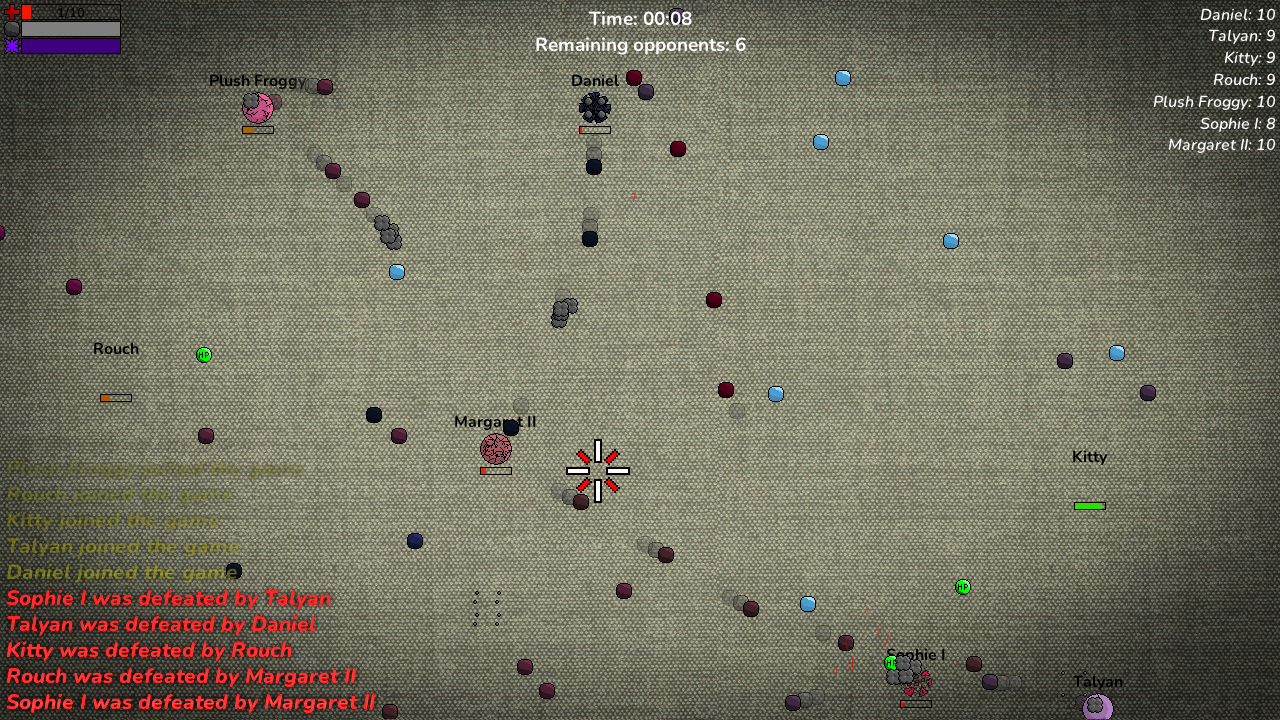 1/10
Time: 00:08
Remaining opponents: 6
Daniel: 10
Talyan: 9
Kitty: 9
Rouch: 9
Plush Froggy: 10
Sophie I: 8
Margaret II: 10
Plush Froggy
Daniel
Rouch
HP
Margaret II
Kitty
Plush Froggy joined the game
Rouch joined the game
Kitty joined the game
Talyan joined the game
Daniel joined the game
HP
Sophie I was defeated by Talyan
Talyan was defeated by Daniel
Kitty was defeated by Rouch
Rouch was defeated by Margaret II
Sophie I was defeated by Margaret II
Sophie I
HP
Talyan